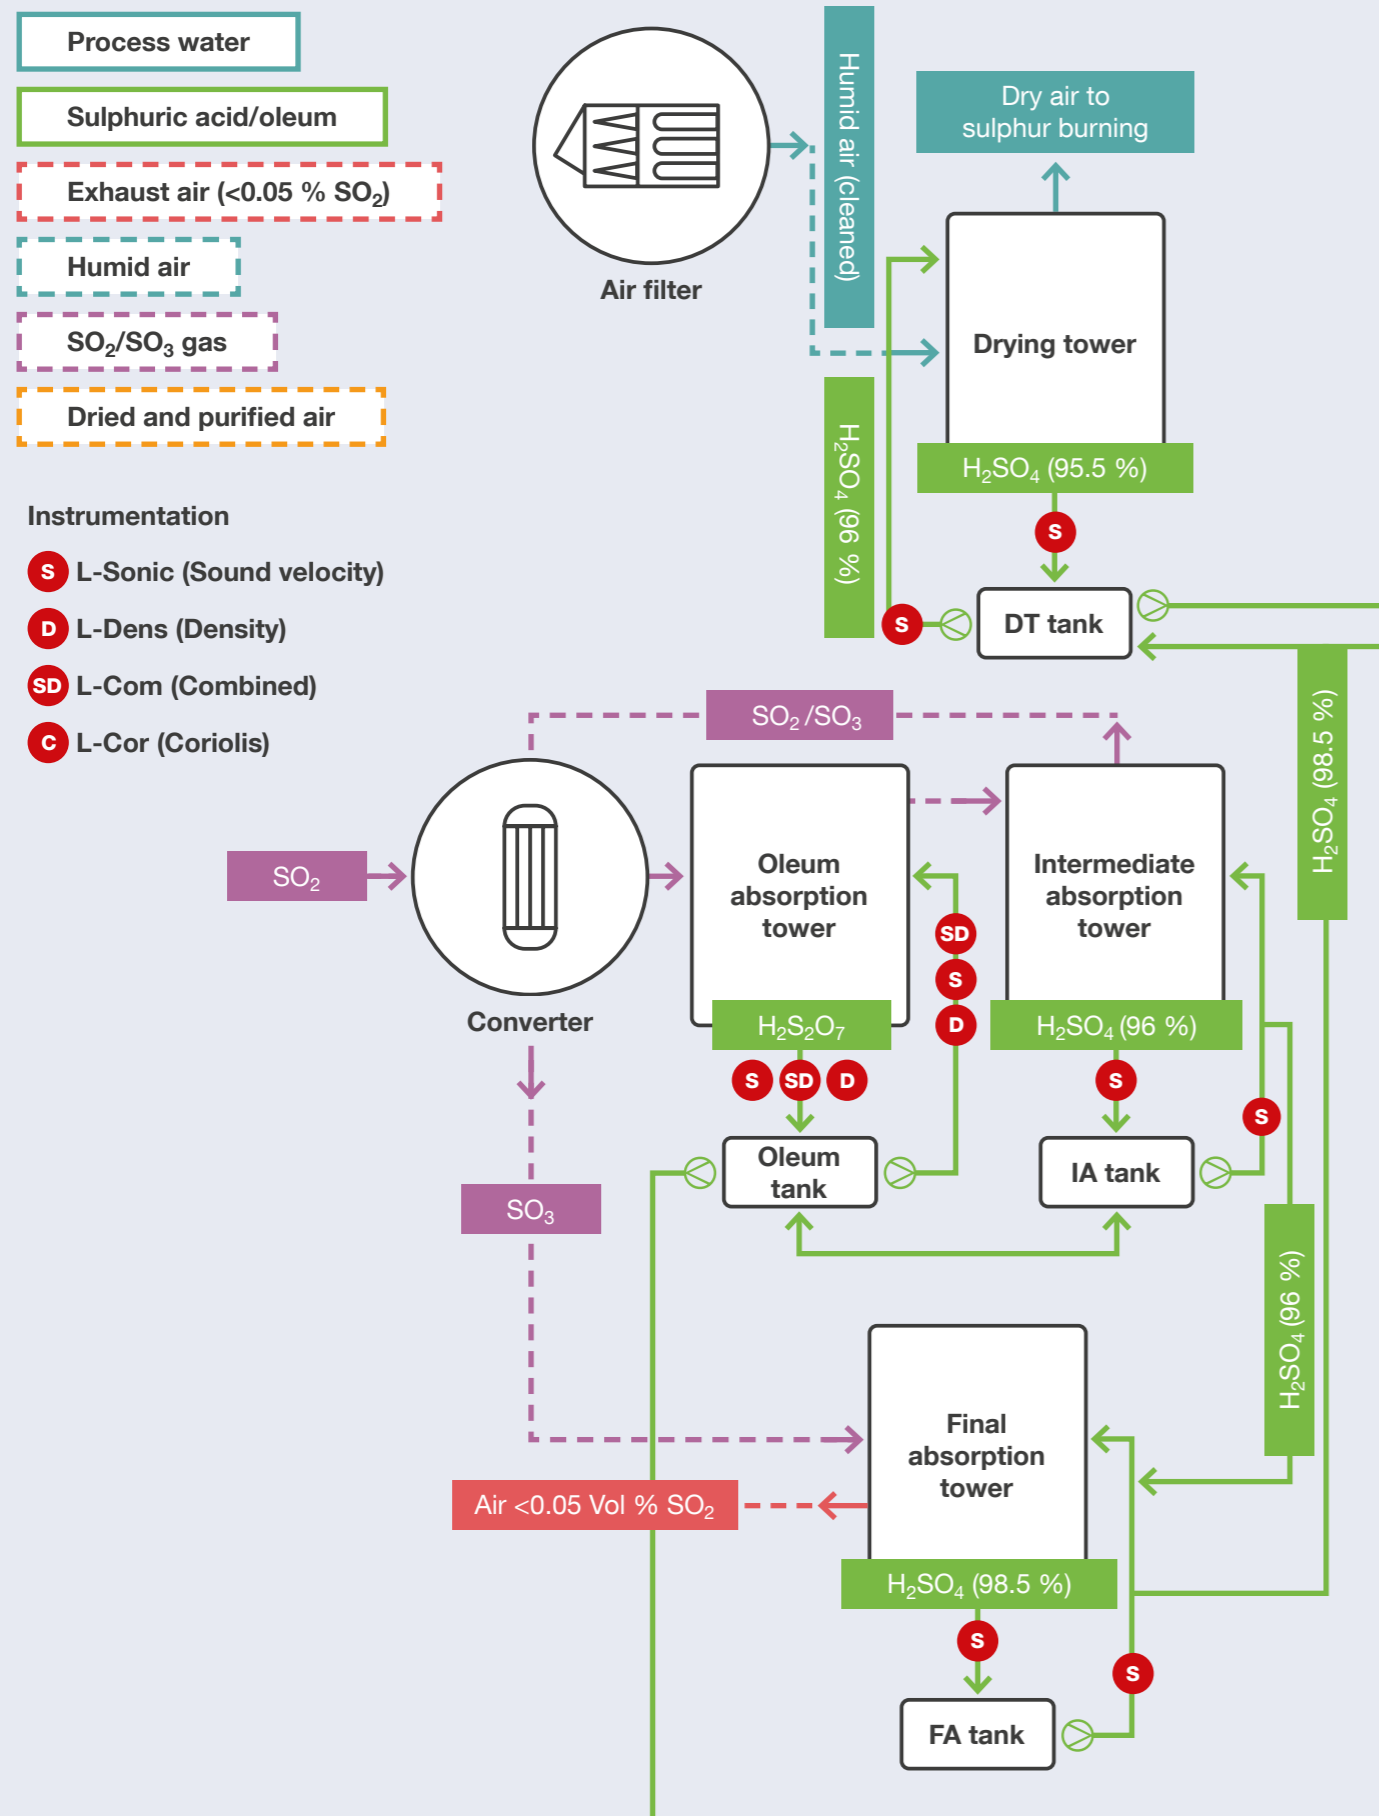 Process water
Sulphuric acid/oleum
Exhaust air (<0.05 % SO₂)
Humid air
SO₂/SO₃ gas
Dried and purified air
Instrumentation
S L-Sonic (Sound velocity)
D L-Dens (Density)
SD L-Com (Combined)
C L-Cor (Coriolis)
Air filter
Humid air (cleaned)
Dry air to
sulphur burning
Drying tower
H₂SO₄ (95.5 %)
H₂SO₄ (96 %)
S
S
DT tank
H₂SO₄ (98.5 %)
SO₂/SO₃
SO₂
Converter
Oleum
absorption
tower
Intermediate
absorption
tower
SD
S
D
H₂S₂O₇
H₂SO₄ (96 %)
S
SD
D
S
S
Oleum
tank
IA tank
SO₃
H₂SO₄ (96 %)
Final
absorption
tower
Air <0.05 Vol % SO₂
H₂SO₄ (98.5 %)
S
S
FA tank